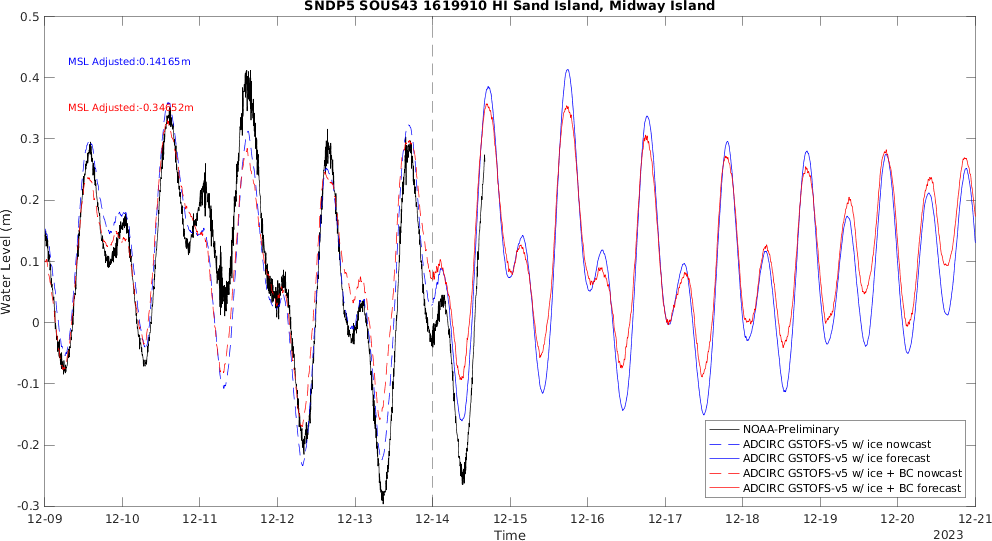 SNDP5 SOUS43 1619910 HI Sand Island, Midway Island
0.5
0.4
0.3
0.2
0.1
0
-0.1
-0.2
-0.3
Water Level (m)
MSL Adjusted:0.14165m
12-09
12-10
12-11
12-12
12-13
12-14
12-15
12-16
12-17
12-18
12-19
12-20
12-21
Time
2023
NOAA-Preliminary
ADCIRC GSTOFS-v5 w/ ice nowcast
ADCIRC GSTOFS-v5 w/ ice forecast
ADCIRC GSTOFS-v5 w/ ice + BC nowcast
ADCIRC GSTOFS-v5 w/ ice + BC forecast
MSL Adjusted: